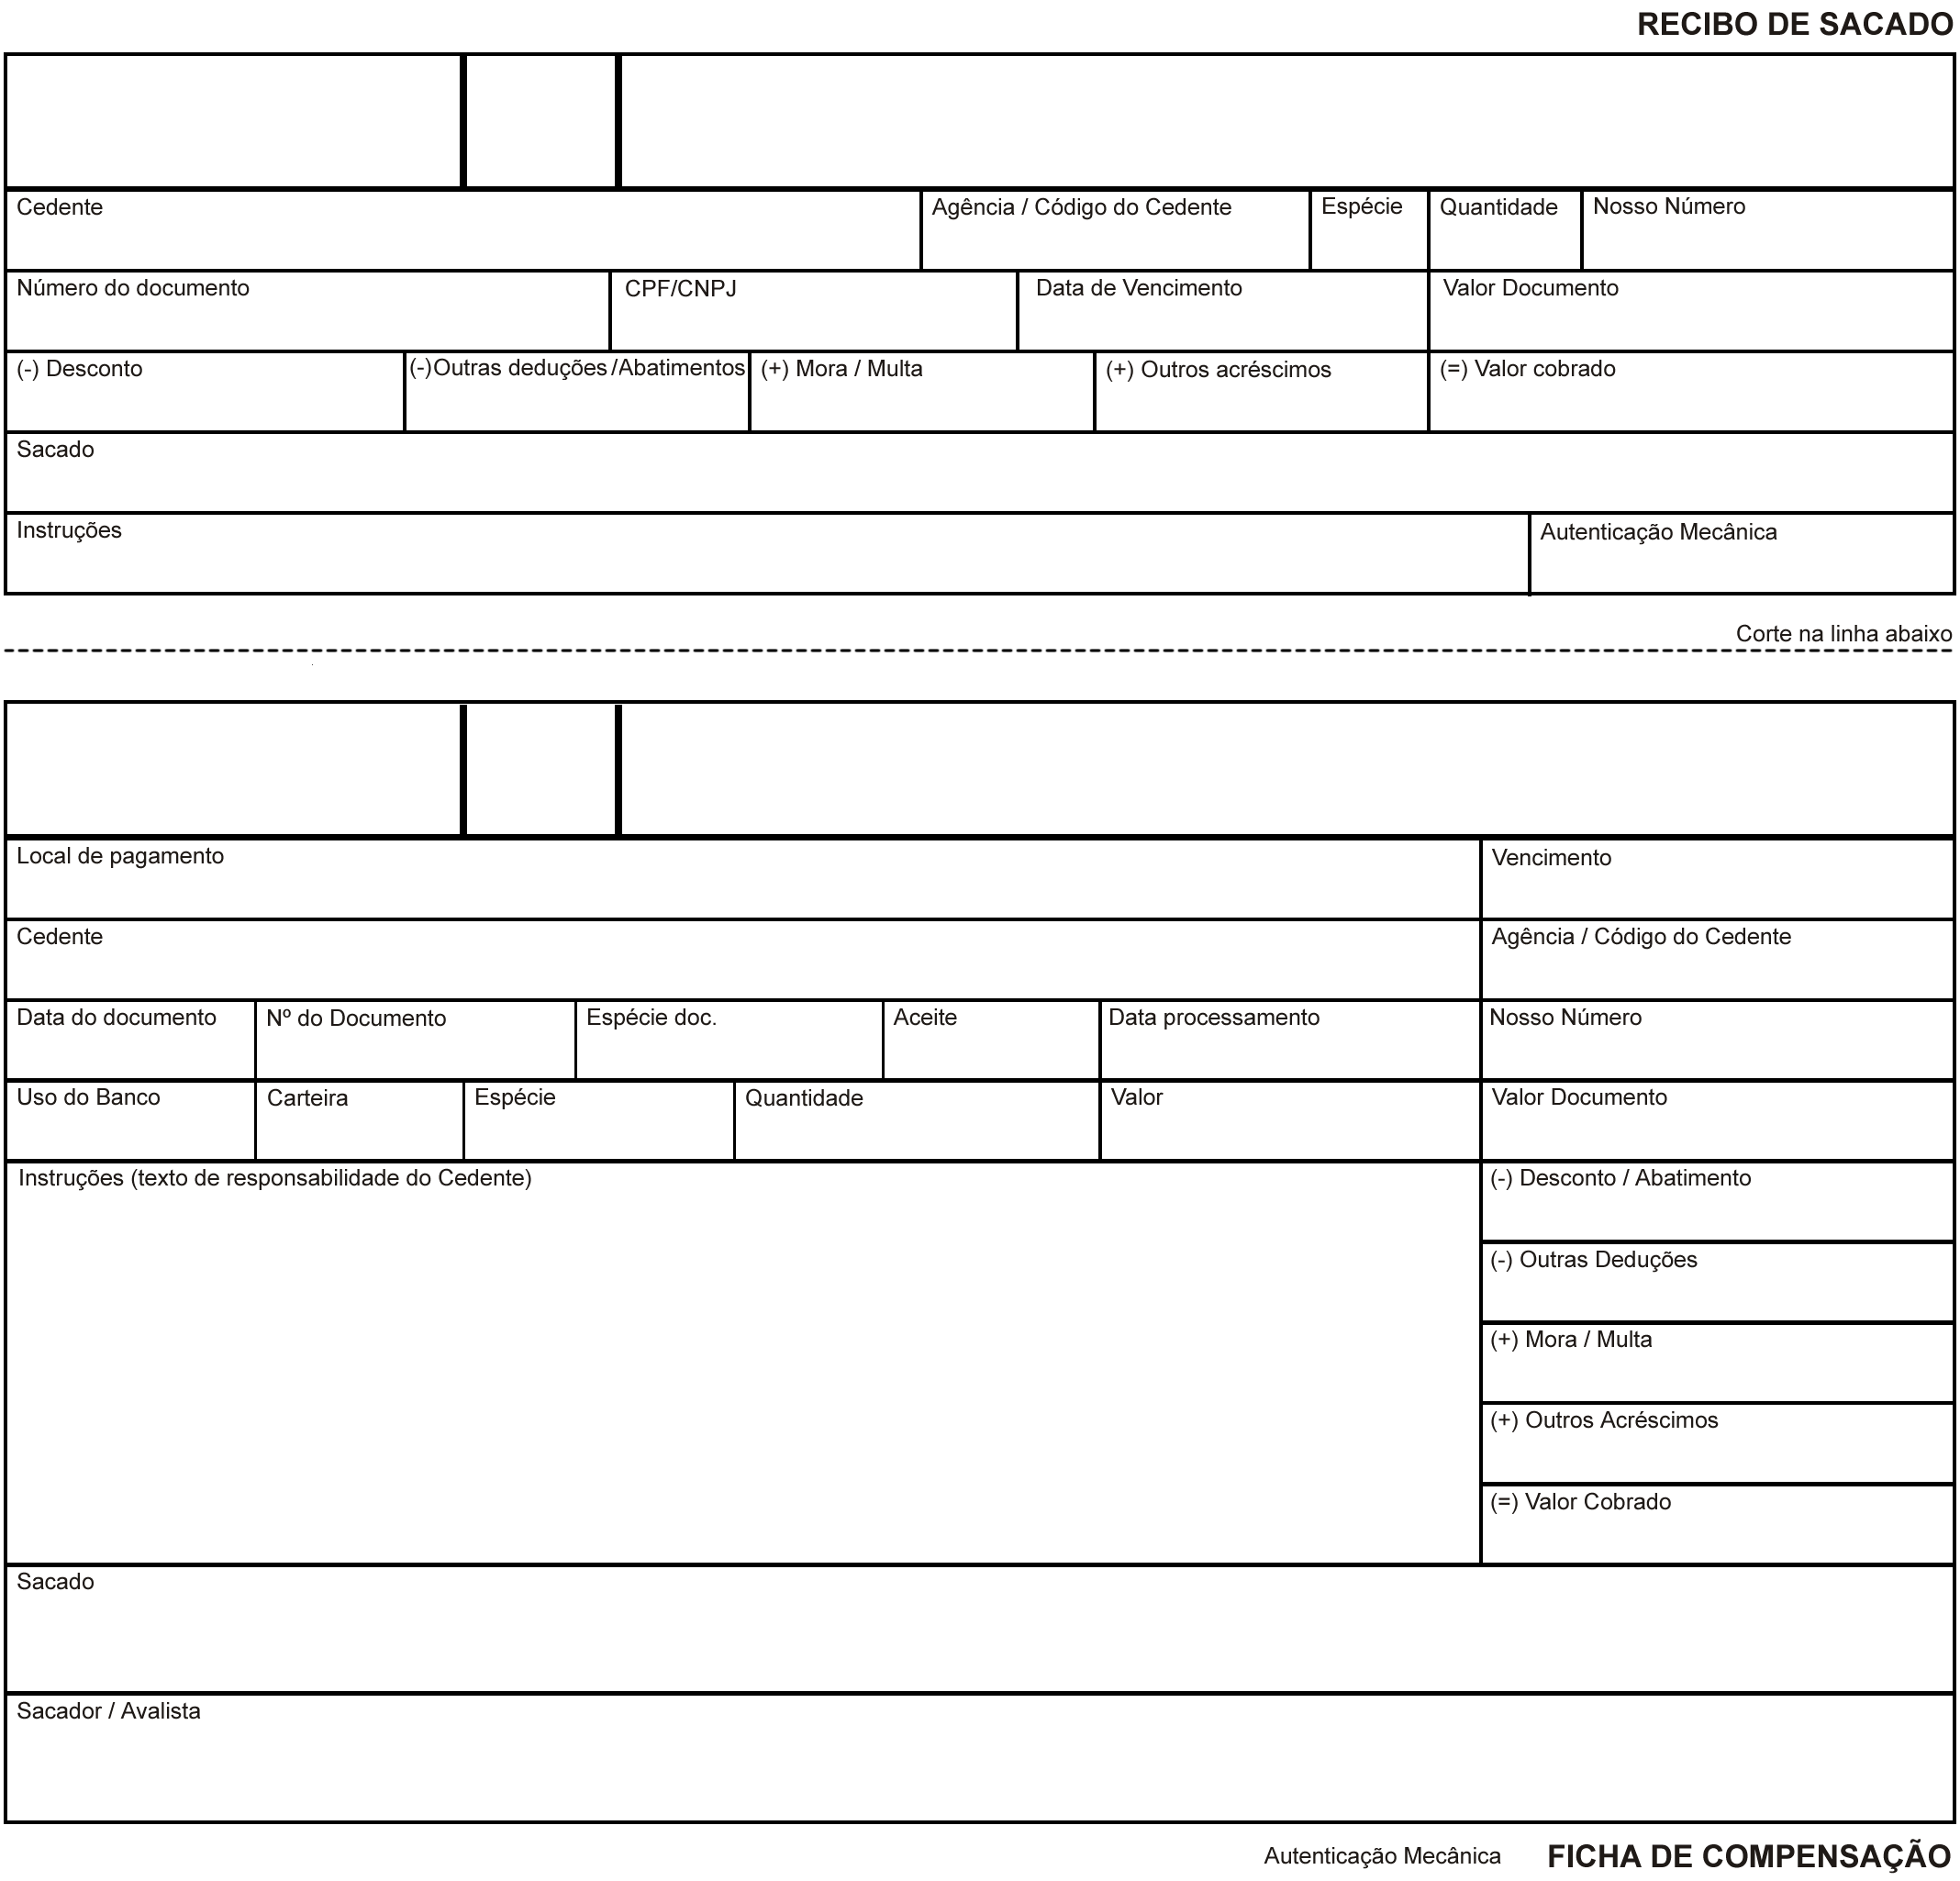 RECIBO DE SACADO
Cedente Agência / Código do Cedente Espécie Quantidade Nosso Número
Número do documento CPF/CNPJ Data de Vencimento Valor Documento
(-) Desconto (-)Outras deduções/Abatimentos (+) Mora / Multa (+) Outros acréscimos (=) Valor cobrado
Sacado
Instruções Autenticação Mecânica
Corte na linha abaixo
Local de pagamento Vencimento
Cedente Agência / Código do Cedente
Data do documento Nº do Documento Espécie doc. Aceite Data processamento Nosso Número
Uso do Banco Carteira Espécie Quantidade Valor Valor Documento
Instruções (texto de responsabilidade do Cedente) (-) Desconto / Abatimento
(-) Outras Deduções
(+) Mora / Multa
(+) Outros Acréscimos
(=) Valor Cobrado
Sacado
Sacador / Avalista
Autenticação Mecânica FICHA DE COMPENSAÇÃO